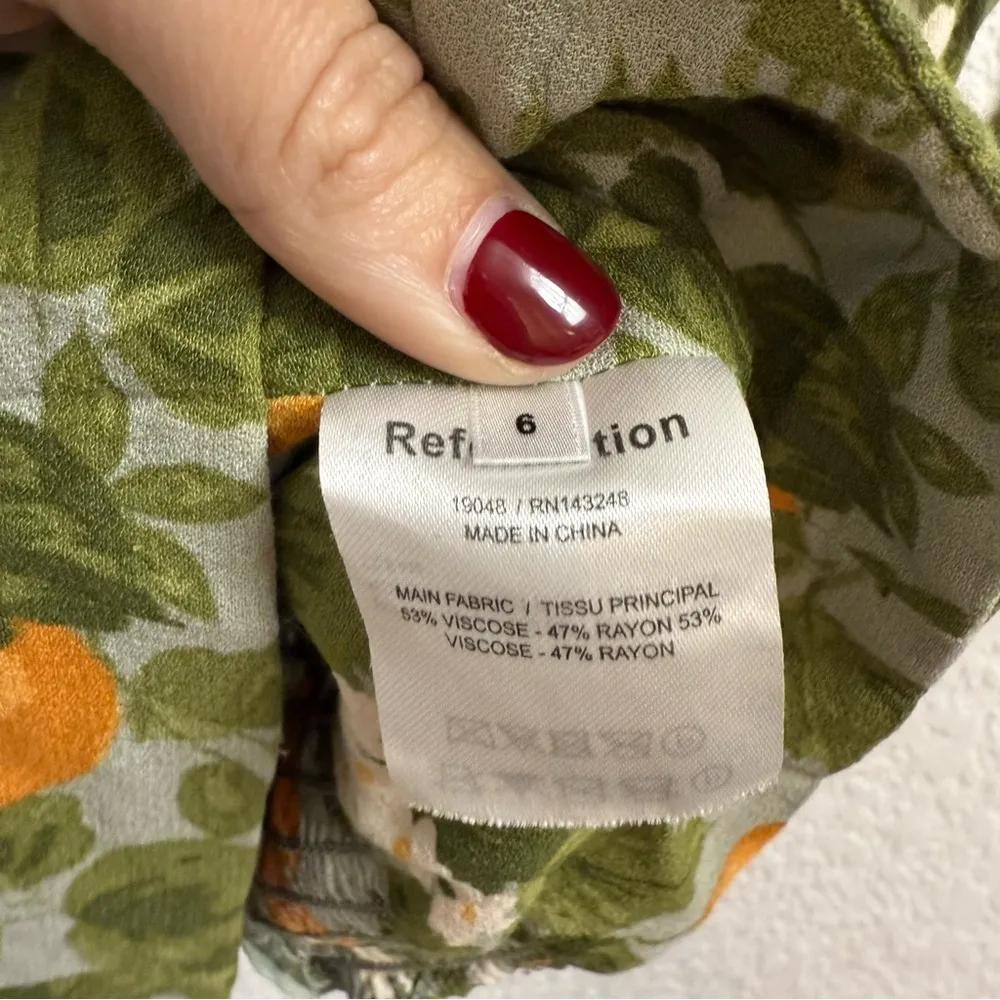 6
Ref tion
19048 / RN143248
MADE IN CHINA
MAIN FABRIC / TISSU PRINCIPAL
53% VISCOSE - 47% RAYON 53%
VISCOSE - 47% RAYON